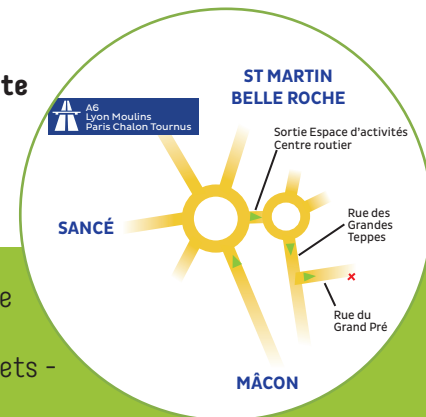 te
A6
Lyon Moulins
Paris Chalon Tournus
ST MARTIN
BELLE ROCHE
Sortie Espace d'activités
Centre routier
SANCÉ
Rue des
Grandes
Teppes
Rue du
Grand Pré
MÂCON
e
ets -